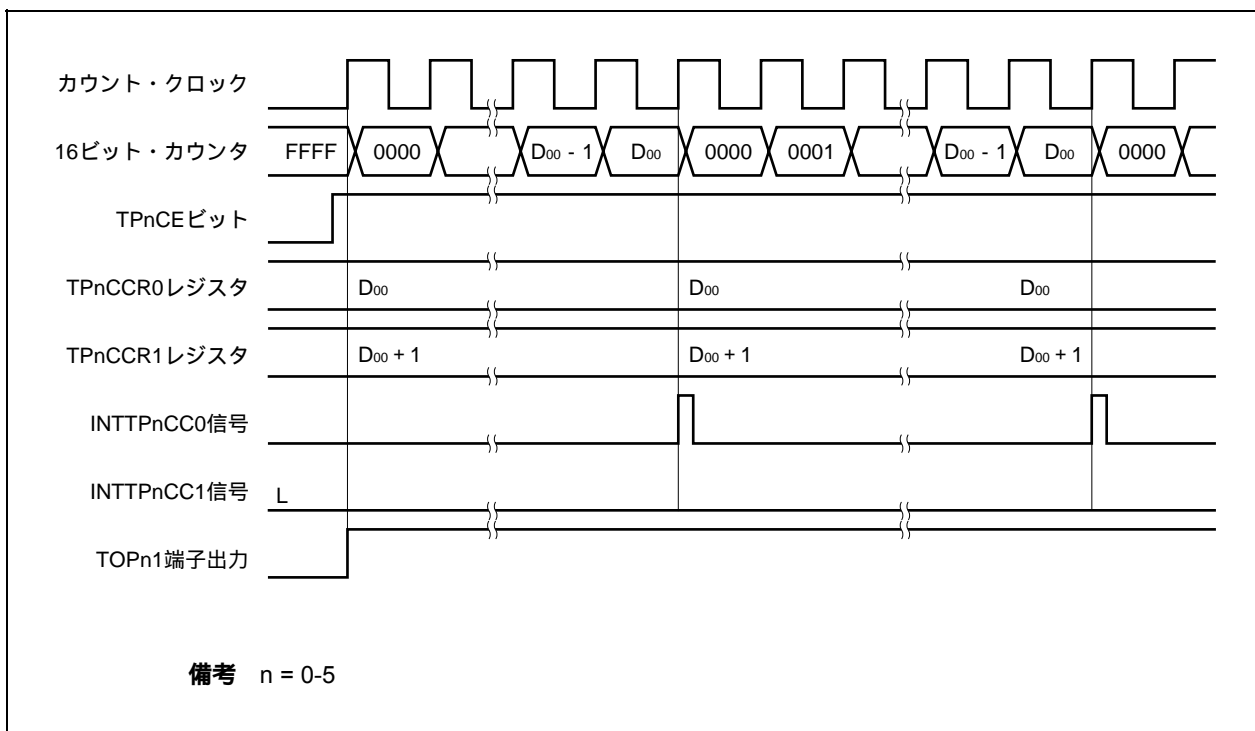 カウント・クロック
16ビット・カウンタ FFFF 0000 D00 - 1 D00 0000 0001 D00 - 1 D00 0000
TPnCEビット
TPnCCR0レジスタ D00 D00 D00
TPnCCR1レジスタ D00 + 1 D00 + 1 D00 + 1
INTTPnCC0信号
INTTPnCC1信号 L
TOPn1端子出力
備考 n = 0-5